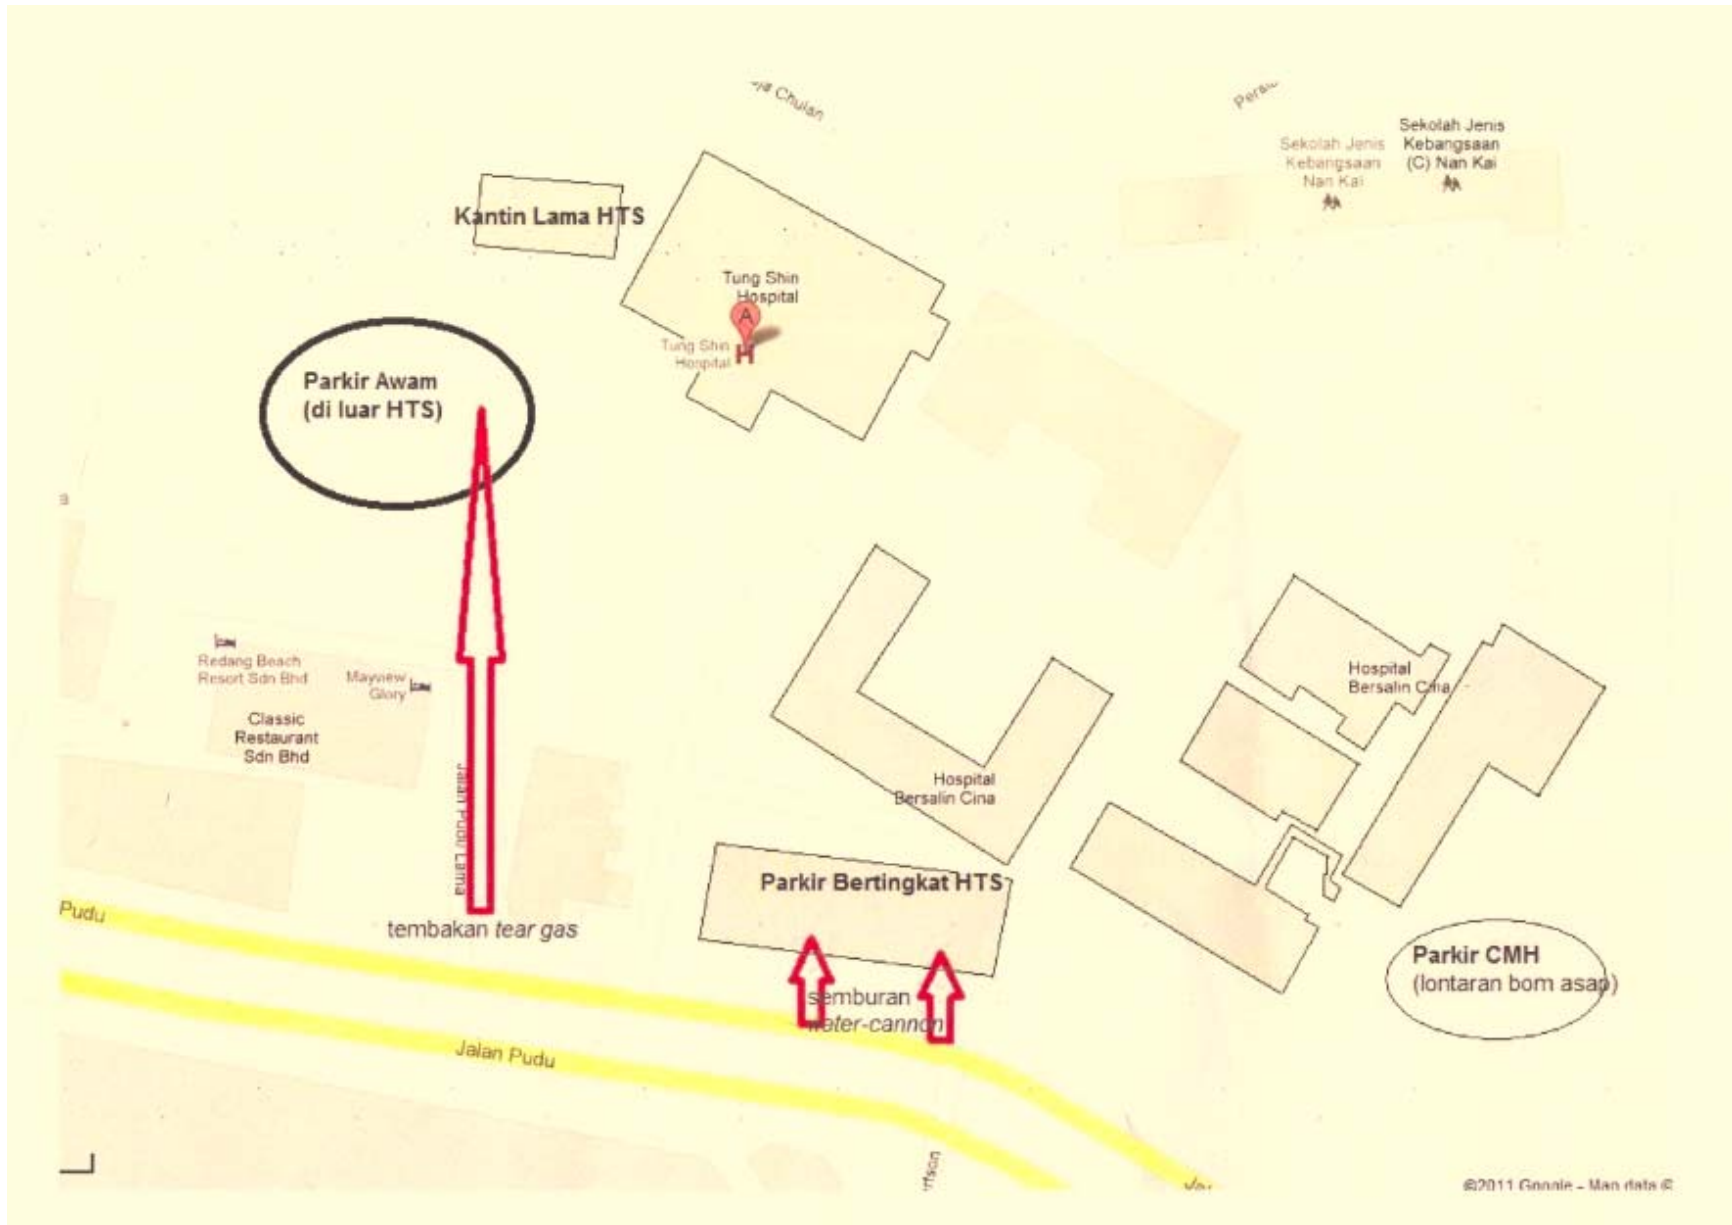 Chulan
Sekolah Jenis
Kebangsaan
Nan Kai
Sekolah Jenis
Kebangsaan
(C) Nan Kai
Kantin Lama HTS
Tung Shin
Hospital
A
Tung Shin
Hospital
H
Parkir Awam
(di luar HTS)
Redang Beach
Resort Sdn Bhd
Mayview
Glory
Classic
Restaurant
Sdn Bhd
Hospital
Bersalin Cina
Hospital
Bersalin Cina
Jalan Pudu Lama
Parkir Bertingkat HTS
Pudu
tembakan tear gas
Parkir CMH
(lontaran bom asap)
semburan
water-cannon
Jalan Pudu
©2011 Google - Map data ©